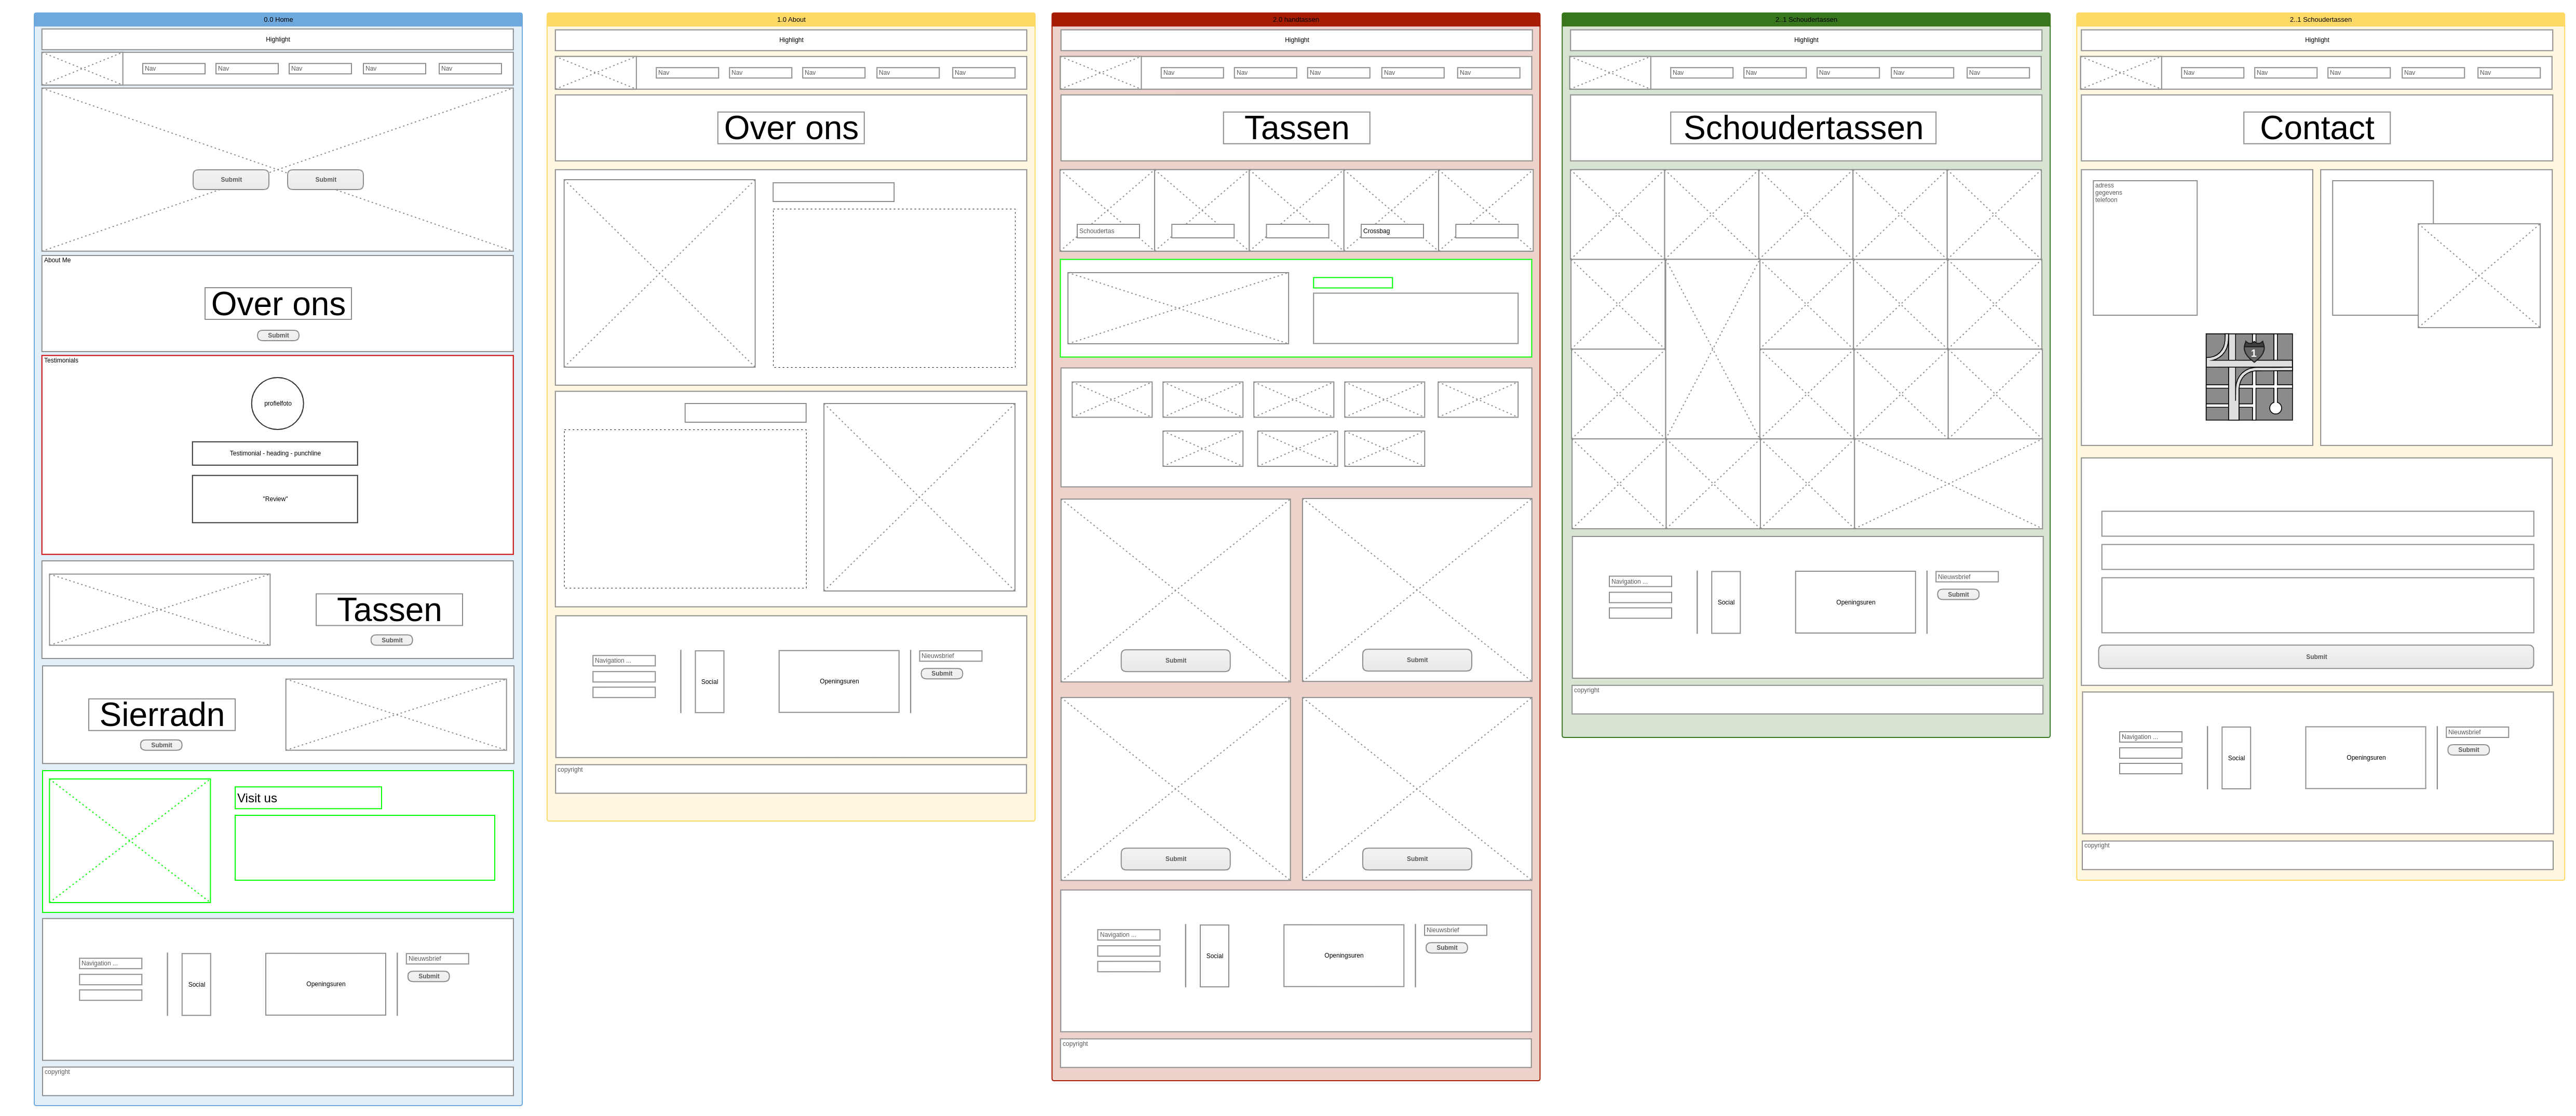 0.0 Home
Highlight
Nav Nav Nav Nav Nav
Submit Submit
About Me
Over ons
Submit
Testimonials
profielfoto
Testimonial - heading - punchline
"Review"
Tassen
Submit
Sierradn
Submit
Visit us
Navigation ...
Social
Openingsuren
Nieuwsbrief
Submit
copyright
1.0 About
Highlight
Nav Nav Nav Nav Nav
Over ons
Navigation ...
Social
Openingsuren
Nieuwsbrief
Submit
copyright
2.0 handtassen
Highlight
Nav Nav Nav Nav Nav
Tassen
Schoudertas
Crossbag
Submit Submit
Submit Submit
Navigation ...
Social
Openingsuren
Nieuwsbrief
Submit
copyright
2..1 Schoudertassen
Highlight
Nav Nav Nav Nav Nav
Schoudertassen
Navigation ...
Social
Openingsuren
Nieuwsbrief
Submit
copyright
2..1 Schoudertassen
Highlight
Nav Nav Nav Nav Nav
Contact
adress
gegevens
telefoon
1
Submit
Navigation ...
Social
Openingsuren
Nieuwsbrief
Submit
copyright